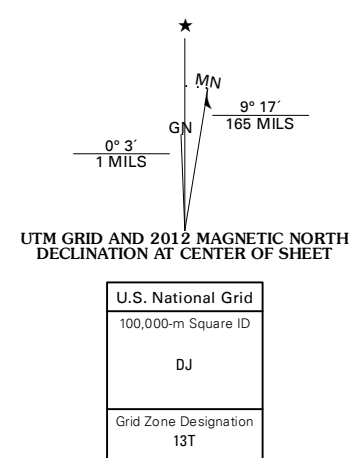 ★
MN
9° 17´
165 MILS
GN
0° 3´
1 MILS
UTM GRID AND 2012 MAGNETIC NORTH
DECLINATION AT CENTER OF SHEET
U.S. National Grid
100,000-m Square ID
DJ
Grid Zone Designation
13T